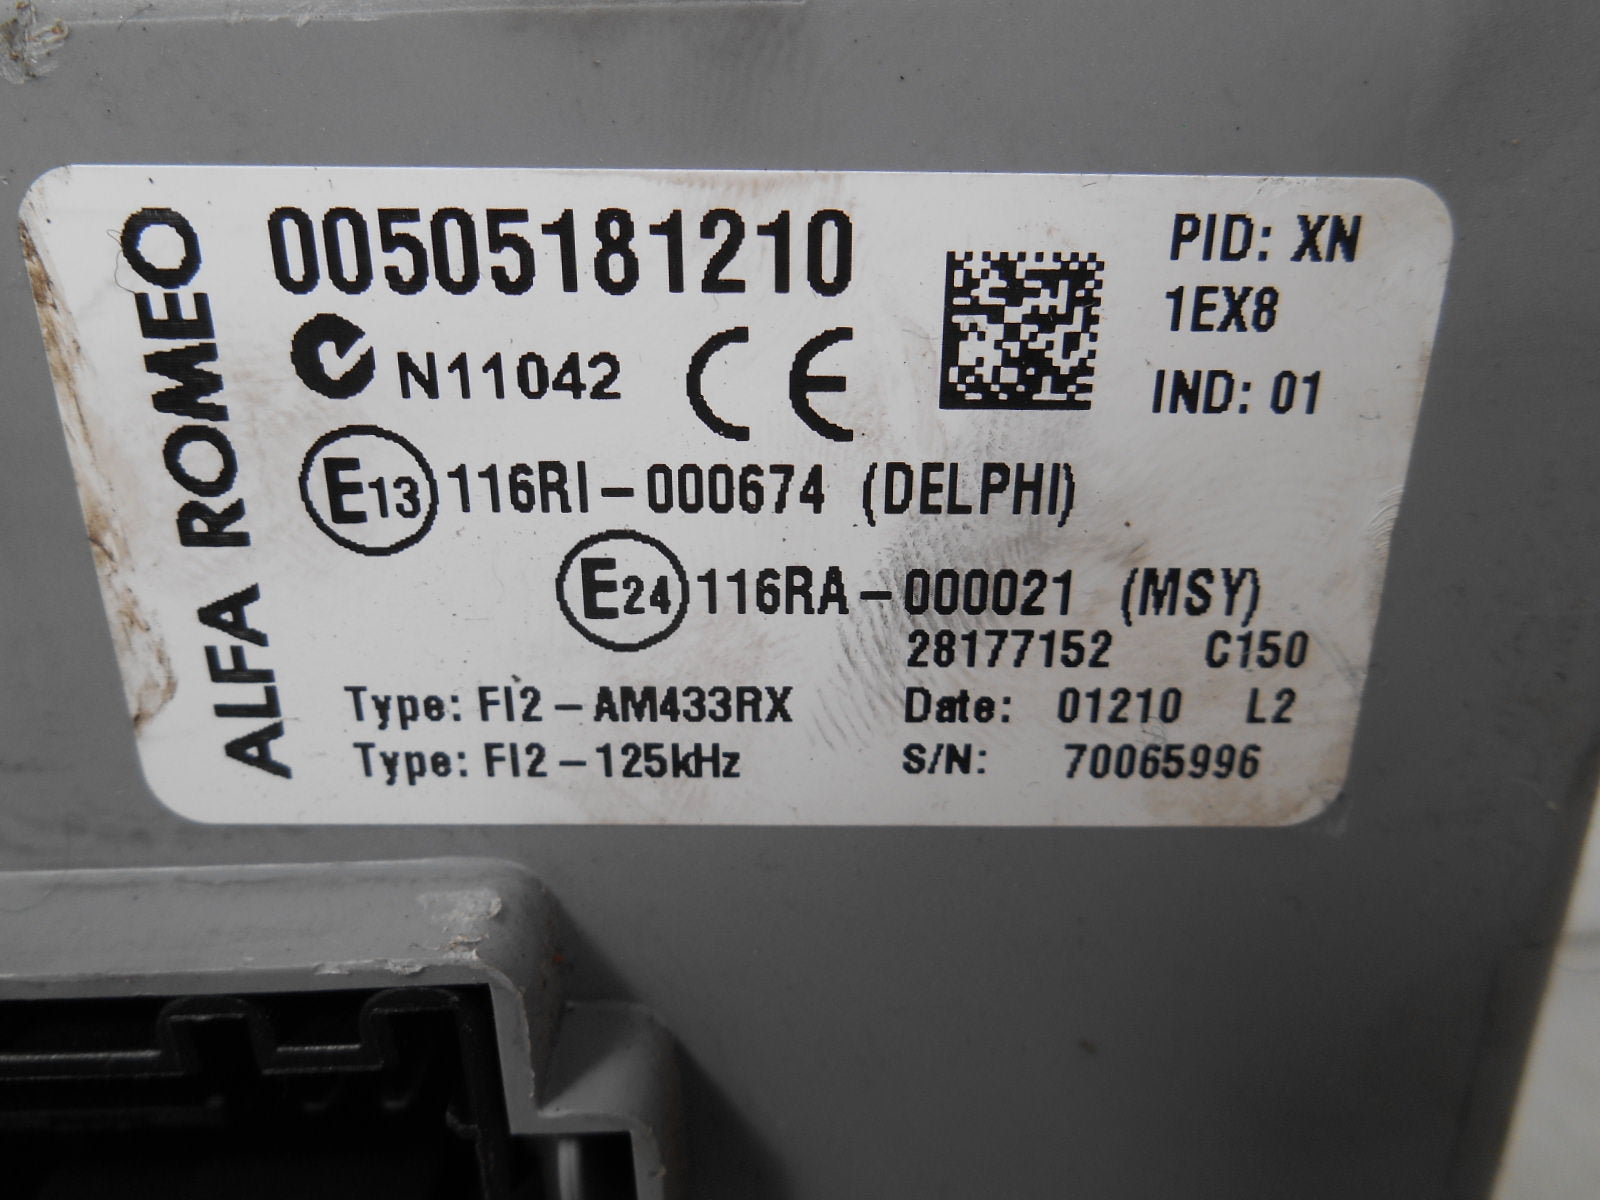 ALFA ROMEO
00505181210
PID: XN
1EX8
N11042 CE
IND: 01
E13 116RI-000674 (DELPHI)
E24 116RA-000021 (MSY)
28177152 C150
Type: FI2-AM433RX
Date: 01210 L2
Type: FI2-125kHz
S/N: 70065996